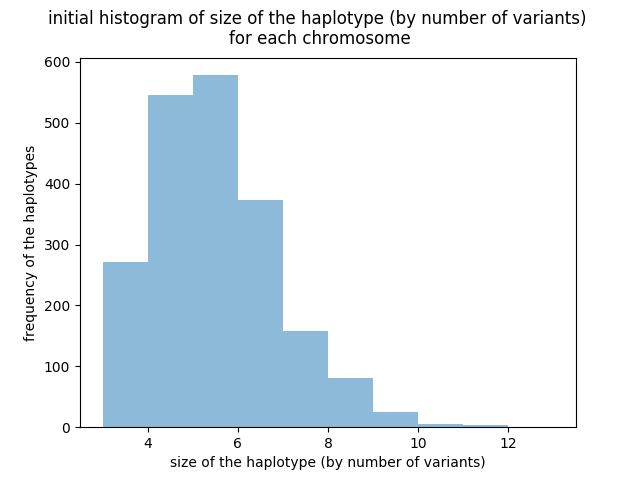 initial histogram of size of the haplotype (by number of variants)
for each chromosome
600
500
400
300
200
100
0
frequency of the haplotypes
4 6 8 10 12
size of the haplotype (by number of variants)